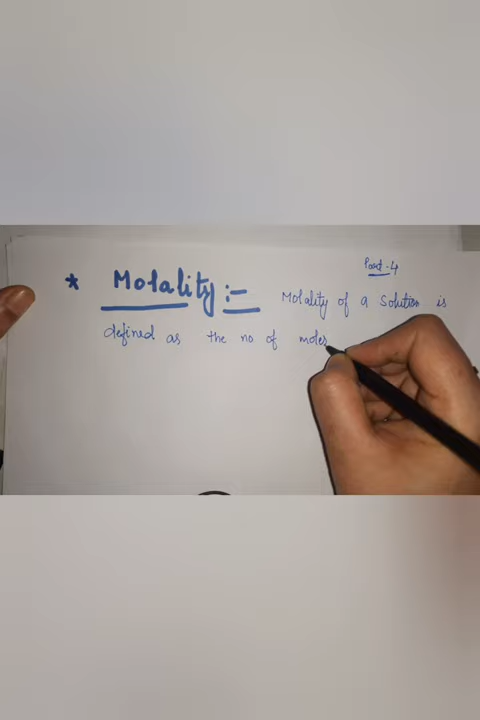 Part-4
* Molality :- Molality of a Solution is
defined as the no of moles